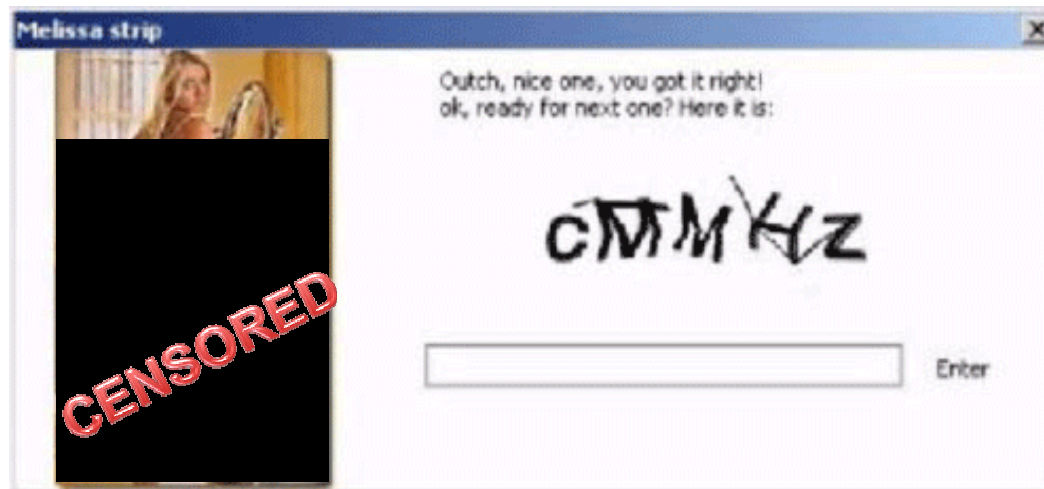 Melissa strip
Outch, nice one, you got it right!
ok, ready for next one? Here it is:
CENSORED
Enter